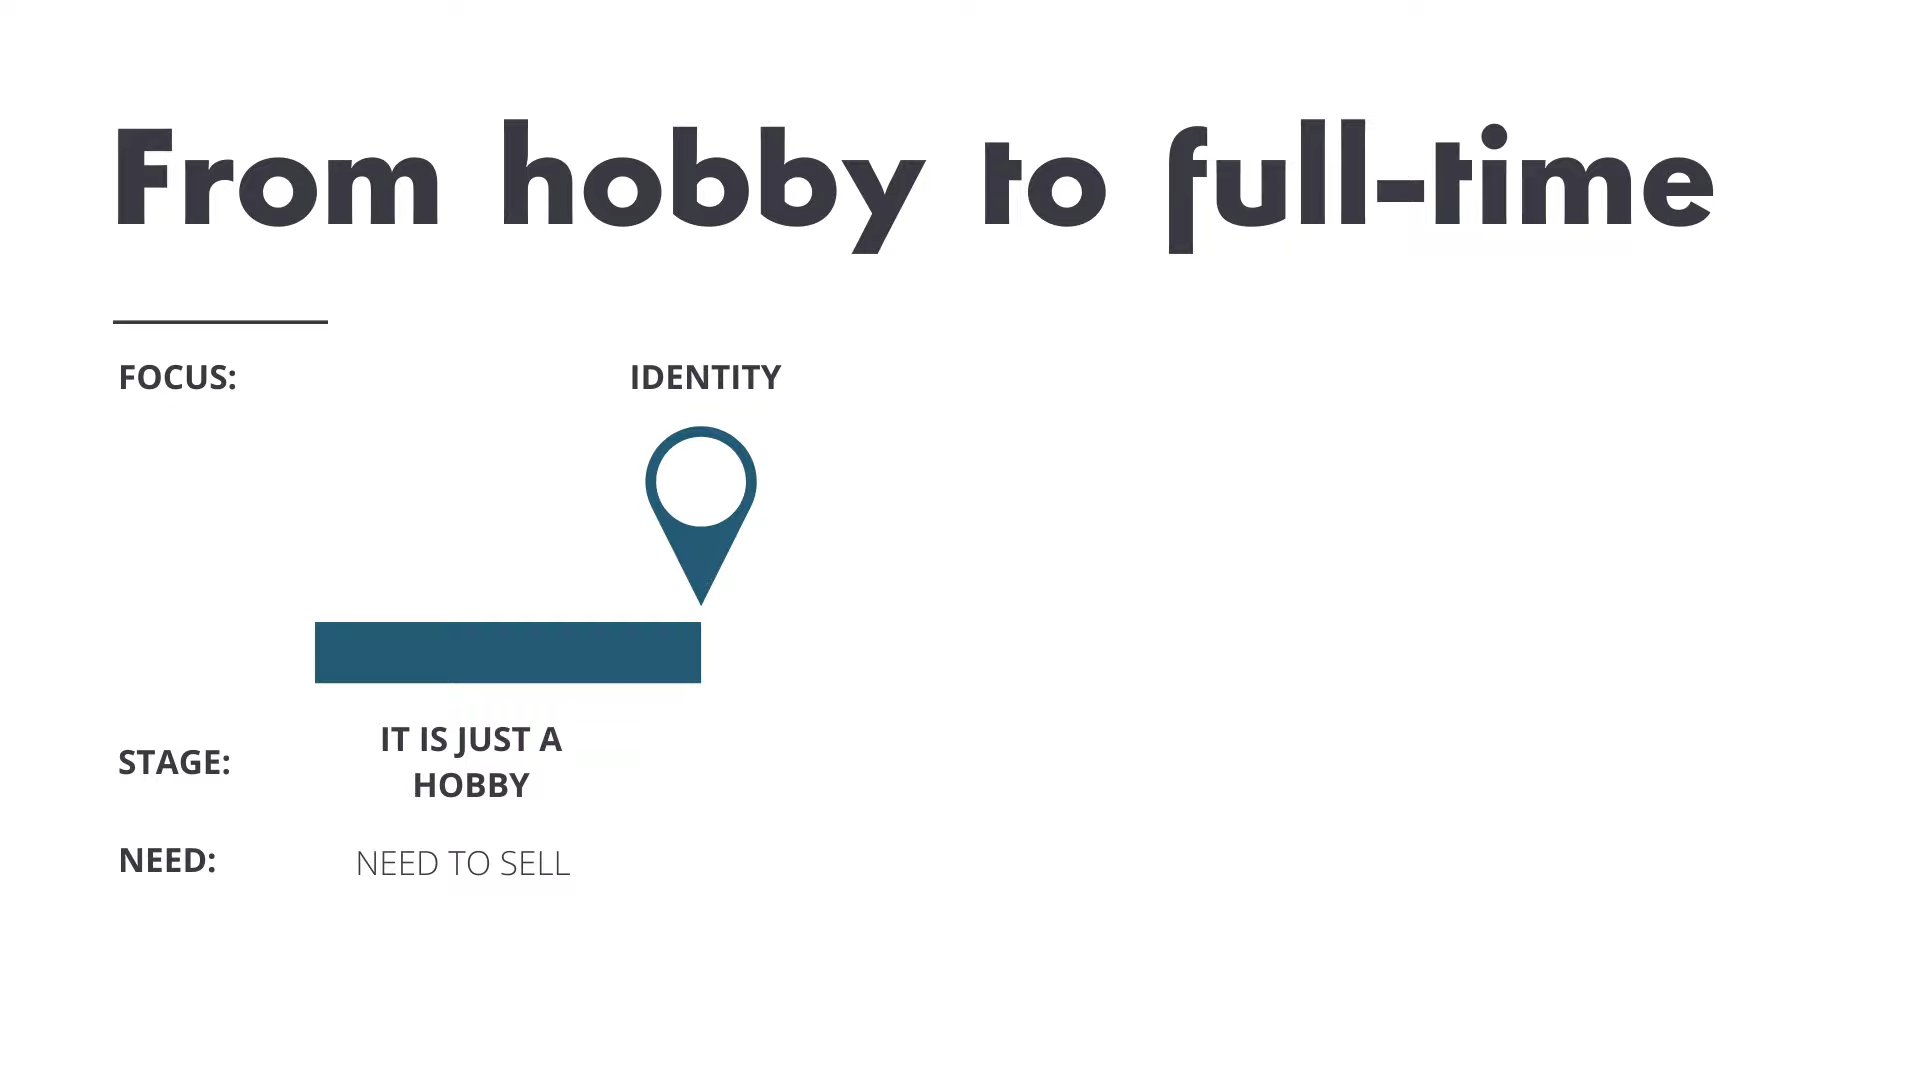 From hobby to full-time
FOCUS:
IDENTITY
STAGE:
IT IS JUST A
HOBBY
NEED:
NEED TO SELL